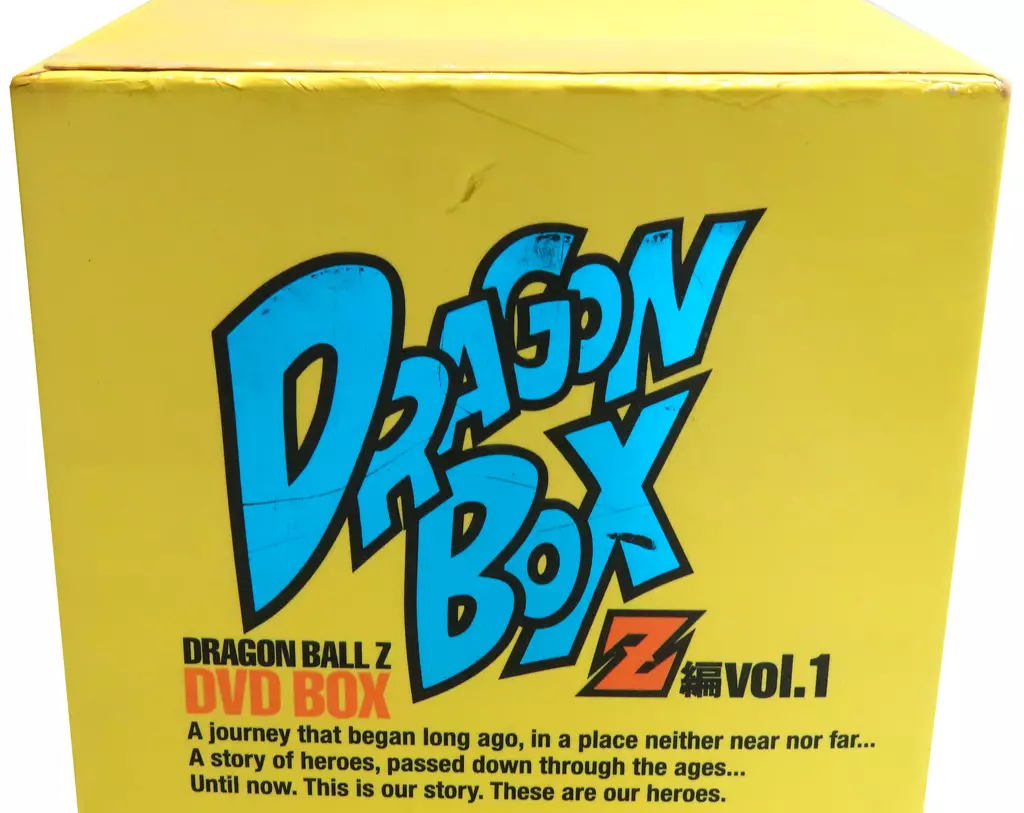 DRAGON
BOX
Z編vol.1
DRAGON BALL Z
DVD BOX
A journey that began long ago, in a place neither near nor far...
A story of heroes, passed down through the ages...
Until now. This is our story. These are our heroes.